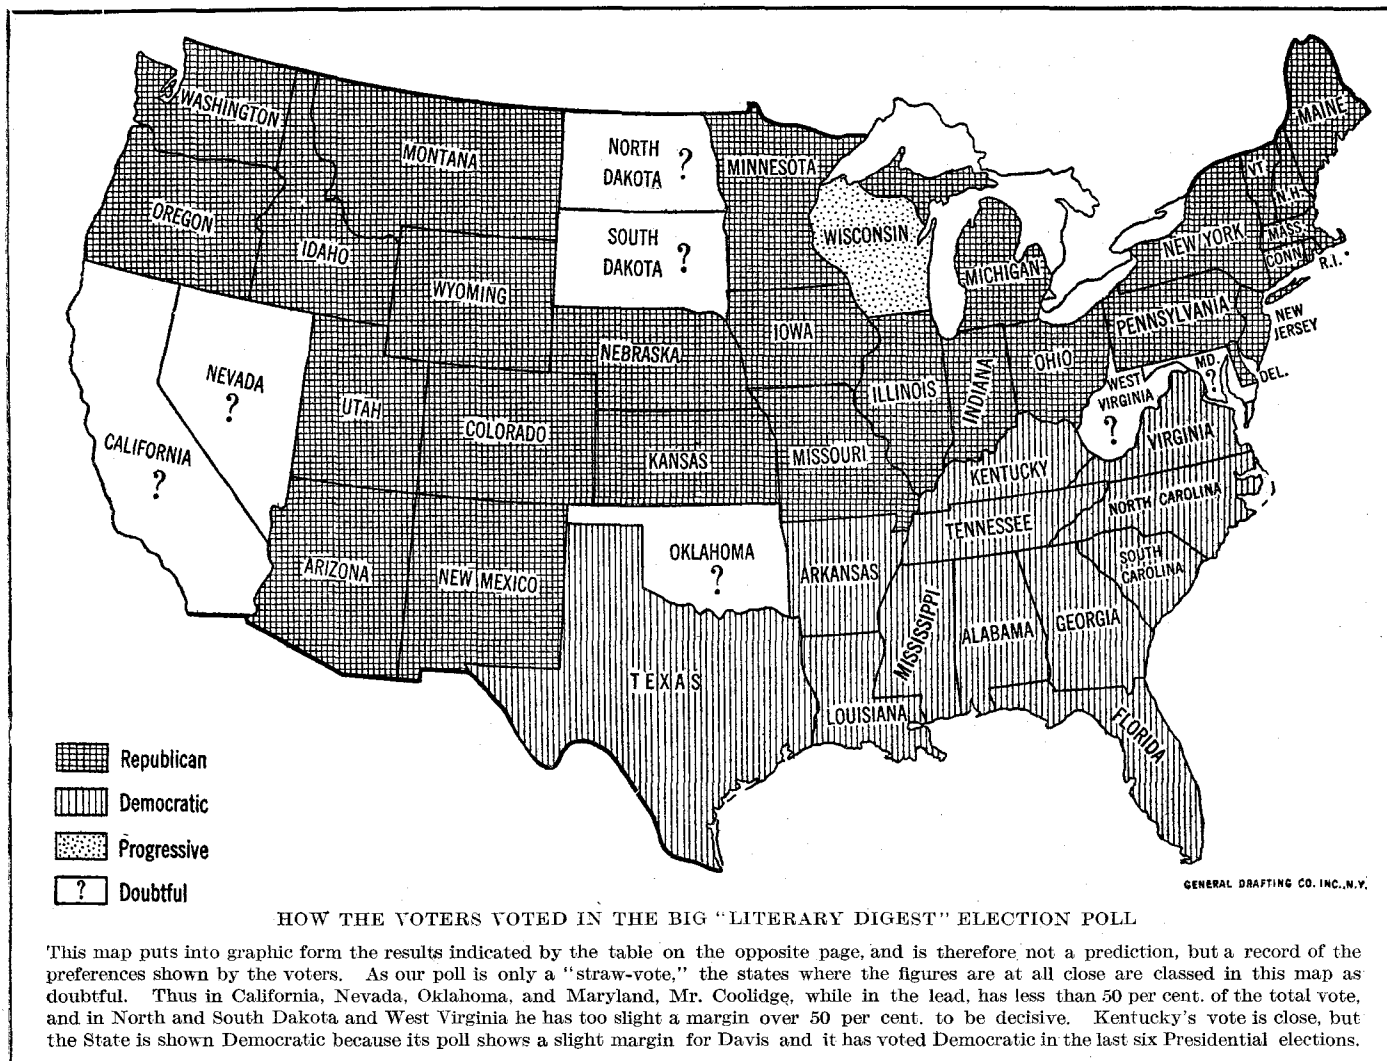 WASHINGTON
MONTANA
NORTH
DAKOTA ?
MINNESOTA
MAINE
VT.
N.H.
OREGON
IDAHO
SOUTH
DAKOTA ?
WISCONSIN
MICHIGAN
NEW YORK
MASS.
CONN.
R.I.
WYOMING
IOWA
PENNSYLVANIA
NEW
JERSEY
NEBRASKA
OHIO
INDIANA
ILLINOIS
MD.
?
DEL.
WEST
VIRGINIA
?
NEVADA
?
UTAH
COLORADO
KANSAS
MISSOURI
KENTUCKY
VIRGINIA
CALIFORNIA
?
NORTH CAROLINA
TENNESSEE
ARIZONA
NEW MEXICO
OKLAHOMA
?
ARKANSAS
SOUTH
CAROLINA
MISSISSIPPI
ALABAMA
GEORGIA
TEXAS
LOUISIANA
FLORIDA
Republican
Democratic
Progressive
? Doubtful
GENERAL DRAFTING CO. INC., N.Y.
HOW THE VOTERS VOTED IN THE BIG "LITERARY DIGEST" ELECTION POLL
This map puts into graphic form the results indicated by the table on the opposite page, and is therefore not a prediction, but a record of the
preferences shown by the voters. As our poll is only a "straw-vote," the states where the figures are at all close are classed in this map as
doubtful. Thus in California, Nevada, Oklahoma, and Maryland, Mr. Coolidge, while in the lead, has less than 50 per cent. of the total vote,
and in North and South Dakota and West Virginia he has too slight a margin over 50 per cent. to be decisive. Kentucky's vote is close, but
the State is shown Democratic because its poll shows a slight margin for Davis and it has voted Democratic in the last six Presidential elections.